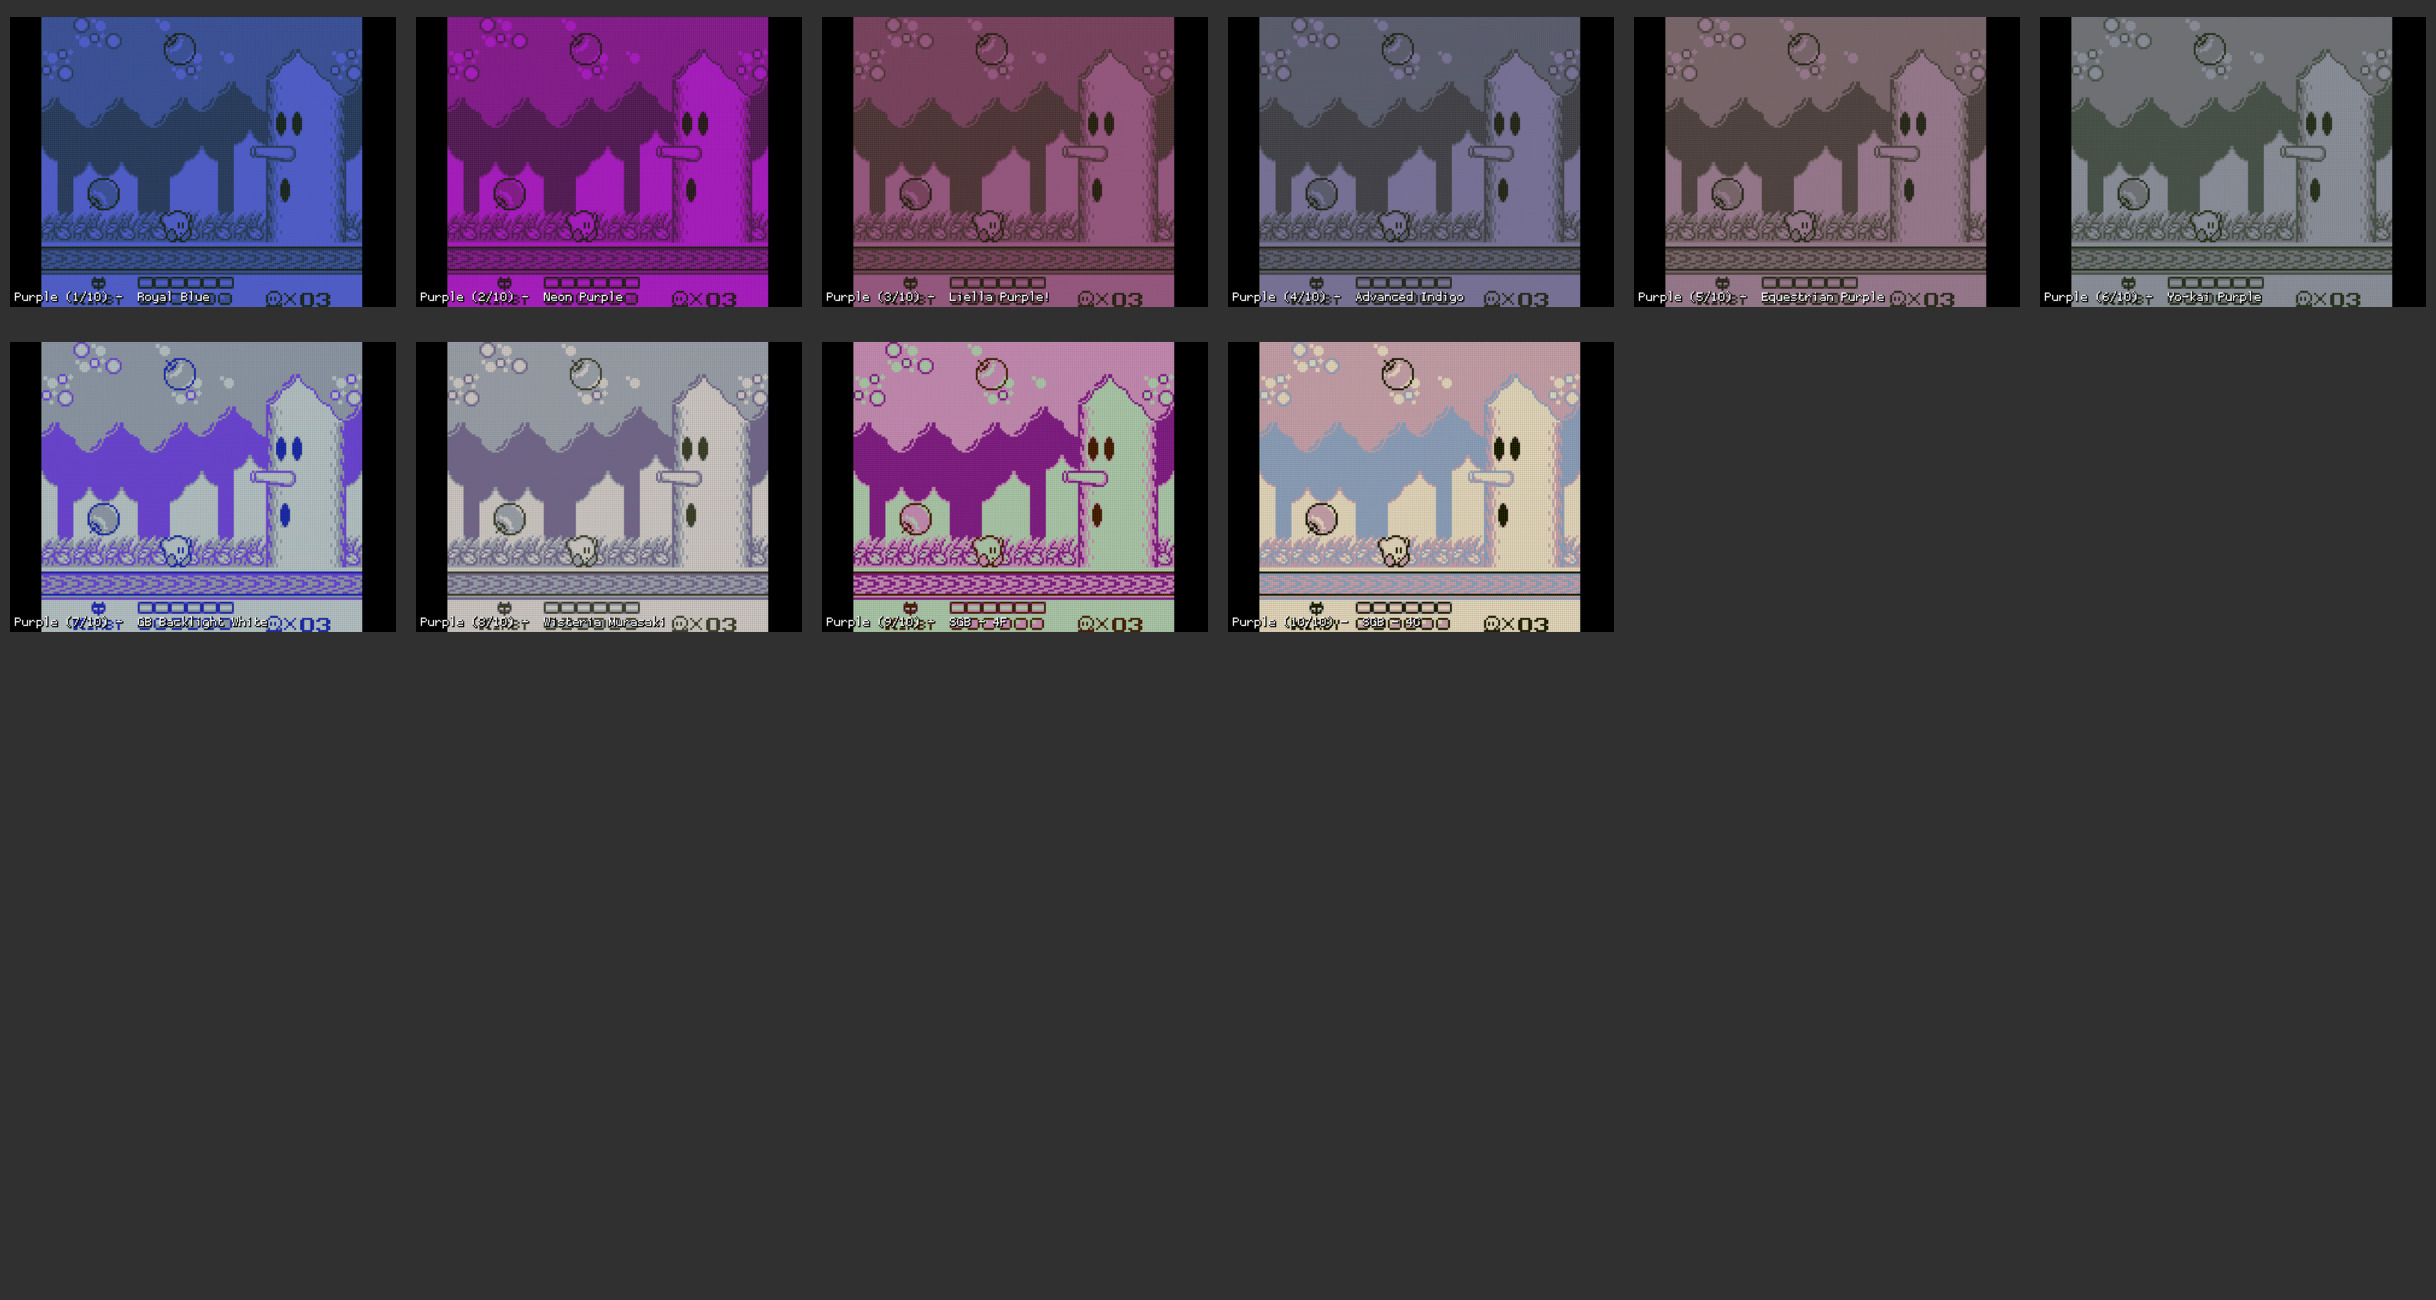 Purple (1/10) - Royal Blue
×03
Purple (2/10) - Neon Purple
×03
Purple (3/10) - Liella Purple!
×03
Purple (4/10) - Advanced Indigo
×03
Purple (5/10) - Equestrian Purple
×03
Purple (6/10) - Yo-kai Purple
×03
Purple (7/10) - GB Backlight White
×03
Purple (8/10) - Wisteria Murasaki
×03
Purple (9/10) - SGB - 4F
×03
Purple (10/10) - SGB - 4G
×03